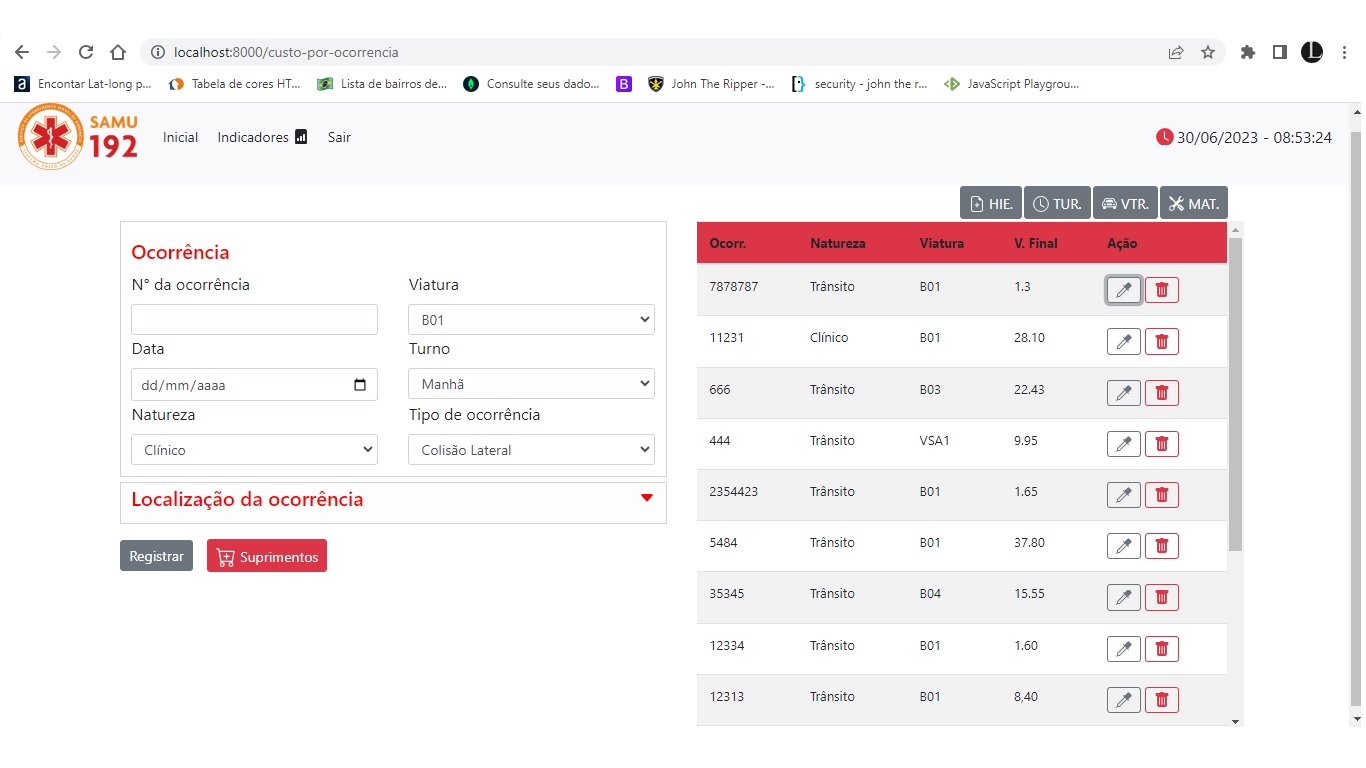 localhost:8000/custo-por-ocorrencia
Encontar Lat-long p... Tabela de cores HT... Lista de bairros de... Consulte seus dado... B John The Ripper -... security - john the r... JavaScript Playgrou...
SAMU
192
Inicial Indicadores Sair
30/06/2023 - 08:53:24
HIE. TUR. VTR. MAT.
Ocorrência
N° da ocorrência Viatura
B01
Data Turno
dd/mm/aaaa Manhã
Natureza Tipo de ocorrência
Clínico Colisão Lateral
Localização da ocorrência
Registrar Suprimentos
Ocorr. Natureza Viatura V. Final Ação
7878787 Trânsito B01 1.3
11231 Clínico B01 28.10
666 Trânsito B03 22.43
444 Trânsito VSA1 9.95
2354423 Trânsito B01 1.65
5484 Trânsito B01 37.80
35345 Trânsito B04 15.55
12334 Trânsito B01 1.60
12313 Trânsito B01 8,40